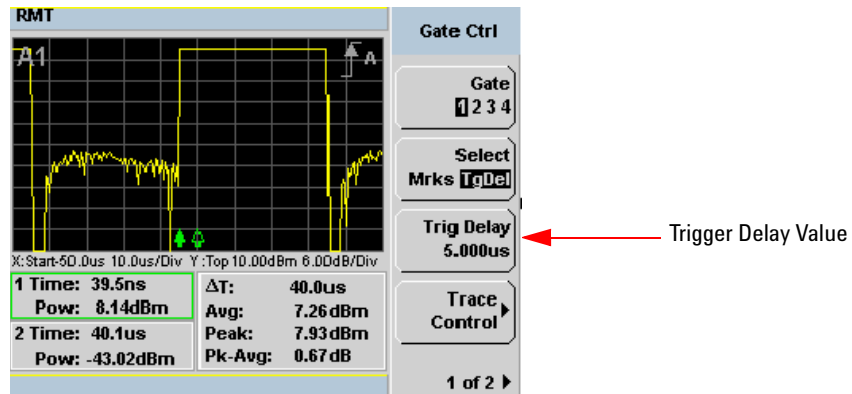 RMT
Gate Ctrl
A1
A
Gate
1 2 3 4
Select
Mrks TgDel
Trig Delay
5.000us
Trigger Delay Value
X:Start-50.0us 10.0us/Div Y:Top 10.00dBm 6.00dB/Div
1 Time: 39.5ns
Pow: 8.14dBm
2 Time: 40.1us
Pow: -43.02dBm
ΔT: 40.0us
Avg: 7.26dBm
Peak: 7.93dBm
Pk-Avg: 0.67dB
Trace
Control
1 of 2